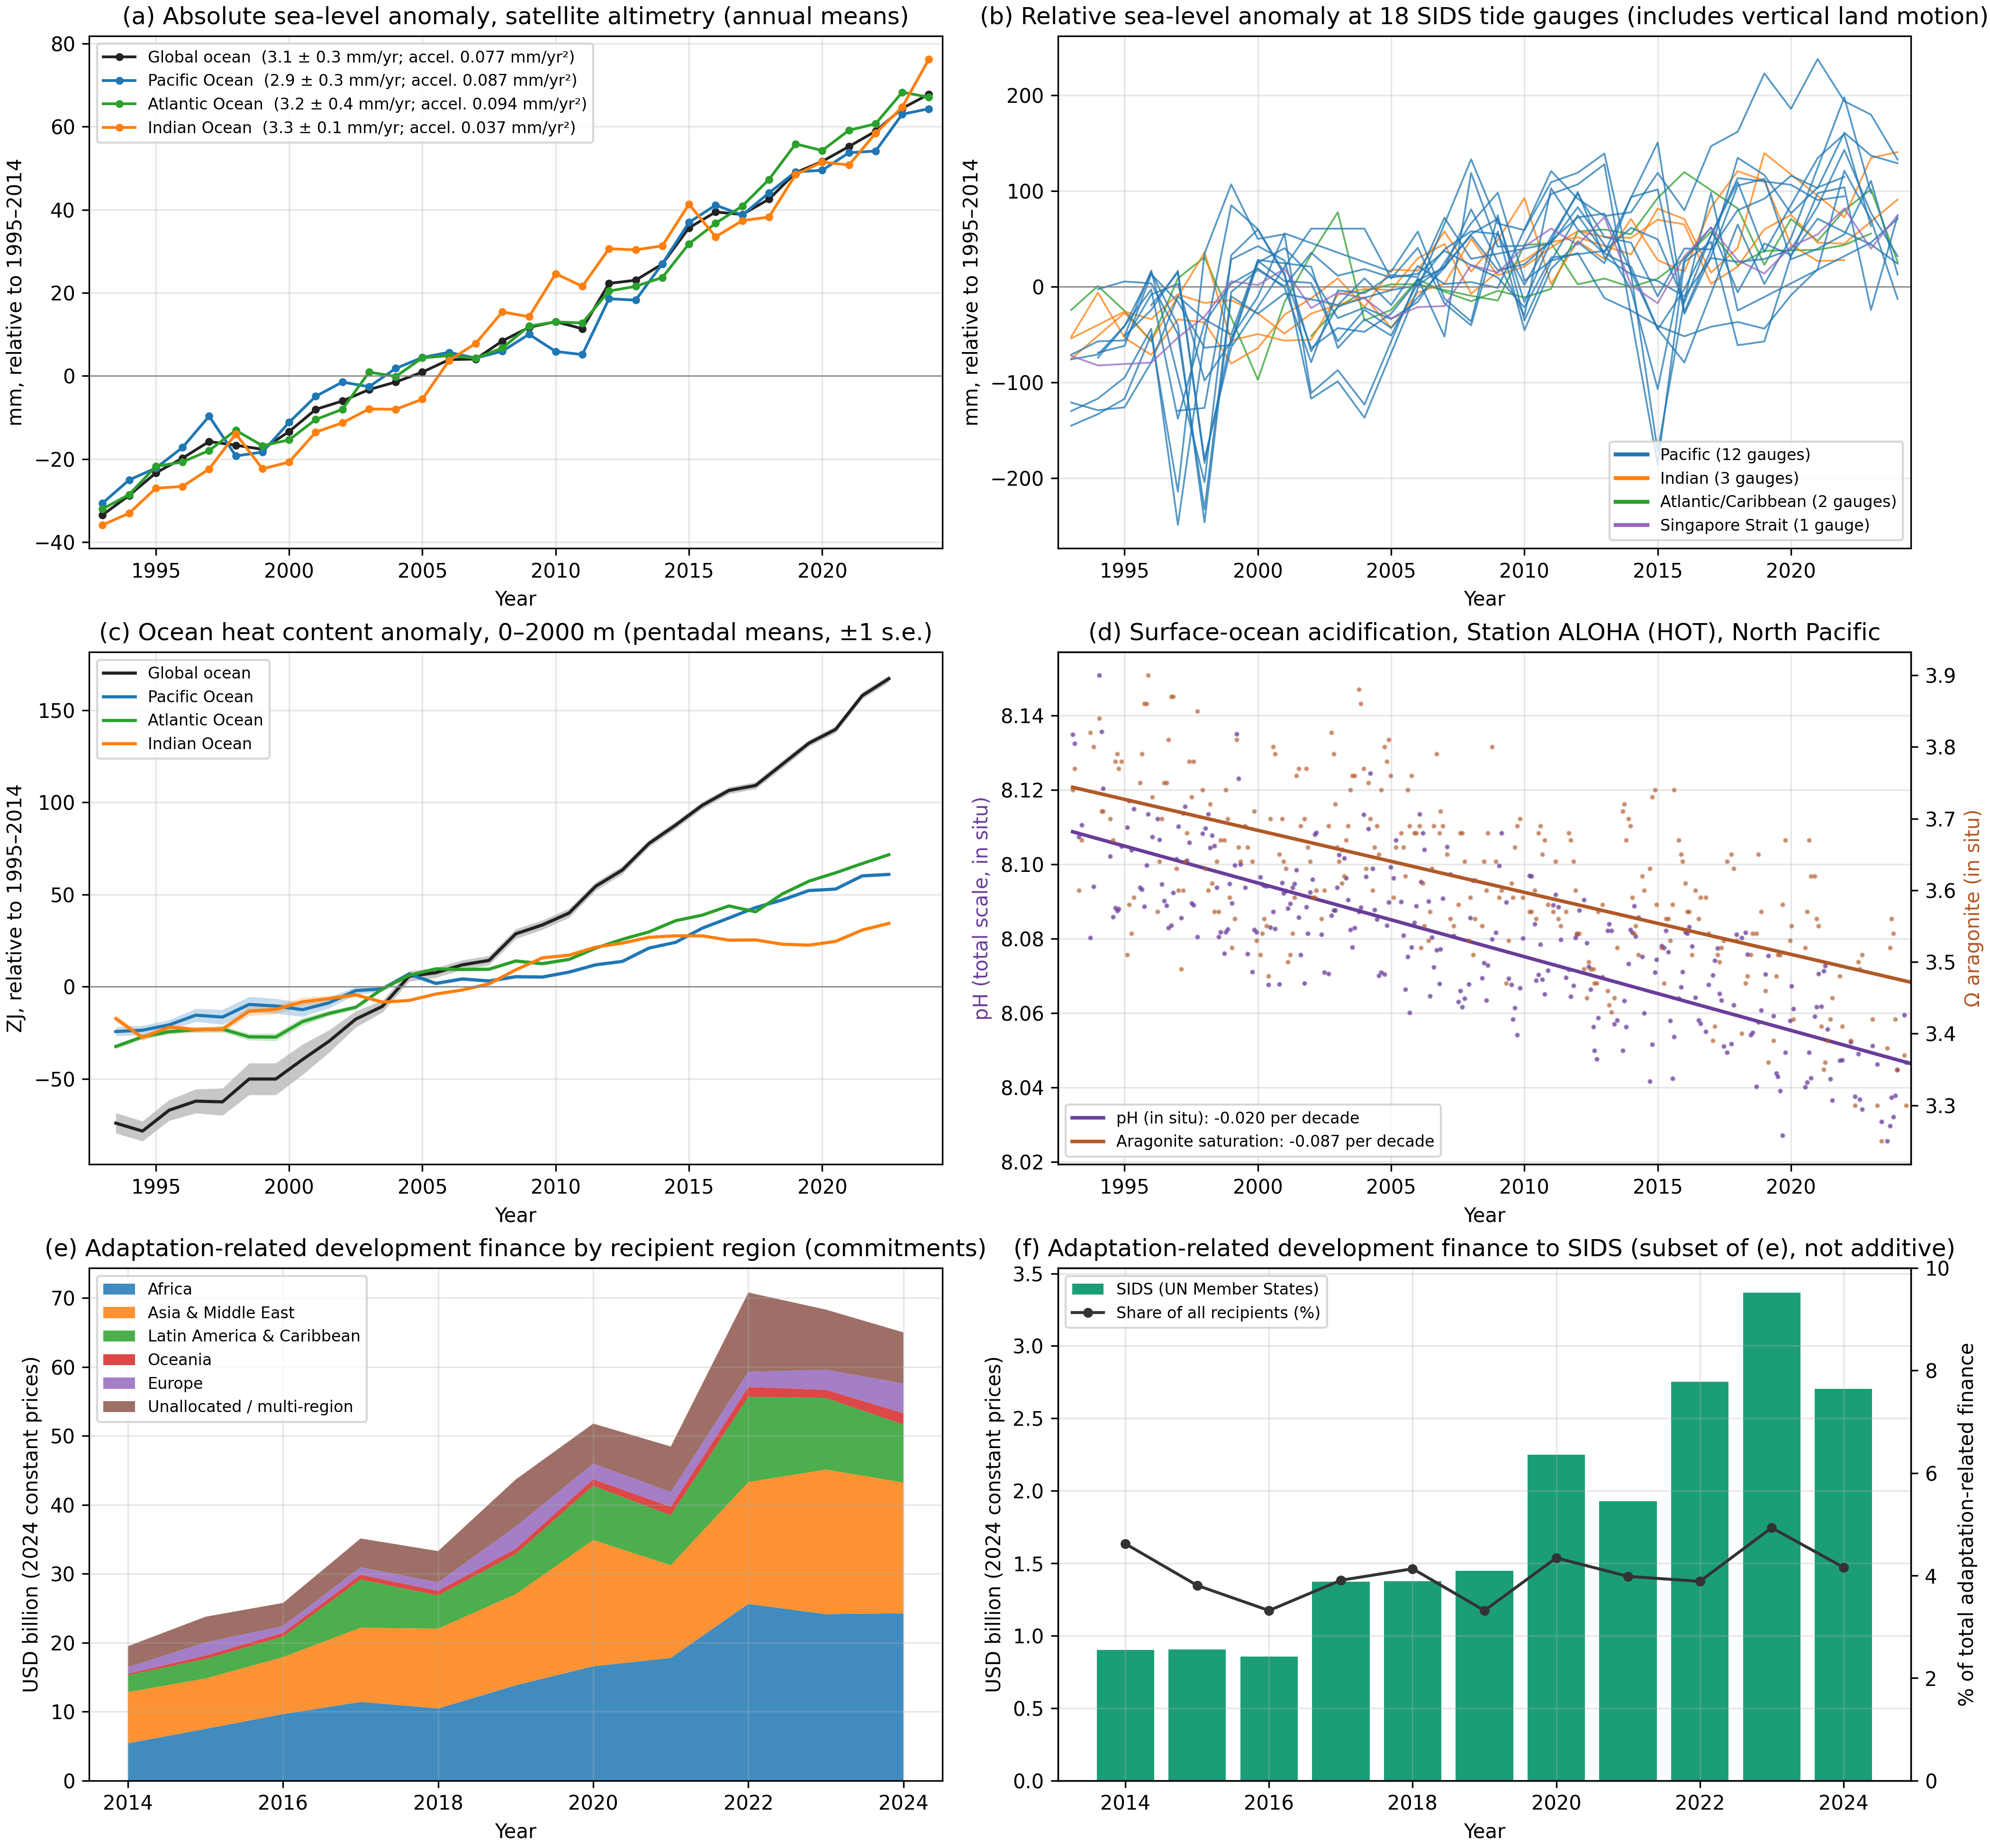 (a) Absolute sea-level anomaly, satellite altimetry (annual means)
mm, relative to 1995–2014
80
60
40
20
0
−20
−40
Global ocean (3.1 ± 0.3 mm/yr; accel. 0.077 mm/yr²)
Pacific Ocean (2.9 ± 0.3 mm/yr; accel. 0.087 mm/yr²)
Atlantic Ocean (3.2 ± 0.4 mm/yr; accel. 0.094 mm/yr²)
Indian Ocean (3.3 ± 0.1 mm/yr; accel. 0.037 mm/yr²)
1995 2000 2005 2010 2015 2020
Year
(b) Relative sea-level anomaly at 18 SIDS tide gauges (includes vertical land motion)
mm, relative to 1995–2014
200
100
0
−100
−200
Pacific (12 gauges)
Indian (3 gauges)
Atlantic/Caribbean (2 gauges)
Singapore Strait (1 gauge)
1995 2000 2005 2010 2015 2020
Year
(c) Ocean heat content anomaly, 0–2000 m (pentadal means, ±1 s.e.)
ZJ, relative to 1995–2014
150
100
50
0
−50
Global ocean
Pacific Ocean
Atlantic Ocean
Indian Ocean
1995 2000 2005 2010 2015 2020
Year
(d) Surface-ocean acidification, Station ALOHA (HOT), North Pacific
pH (total scale, in situ)
8.14
8.12
8.10
8.08
8.06
8.04
8.02
pH (in situ): -0.020 per decade
Aragonite saturation: -0.087 per decade
3.9
3.8
3.7
3.6
3.5
3.4
3.3
Ω aragonite (in situ)
1995 2000 2005 2010 2015 2020
Year
(e) Adaptation-related development finance by recipient region (commitments)
USD billion (2024 constant prices)
70
60
50
40
30
20
10
0
Africa
Asia & Middle East
Latin America & Caribbean
Oceania
Europe
Unallocated / multi-region
2014 2016 2018 2020 2022 2024
Year
(f) Adaptation-related development finance to SIDS (subset of (e), not additive)
USD billion (2024 constant prices)
3.5
3.0
2.5
2.0
1.5
1.0
0.5
0.0
SIDS (UN Member States)
Share of all recipients (%)
10
8
6
4
2
0
% of total adaptation-related finance
2014 2016 2018 2020 2022 2024
Year